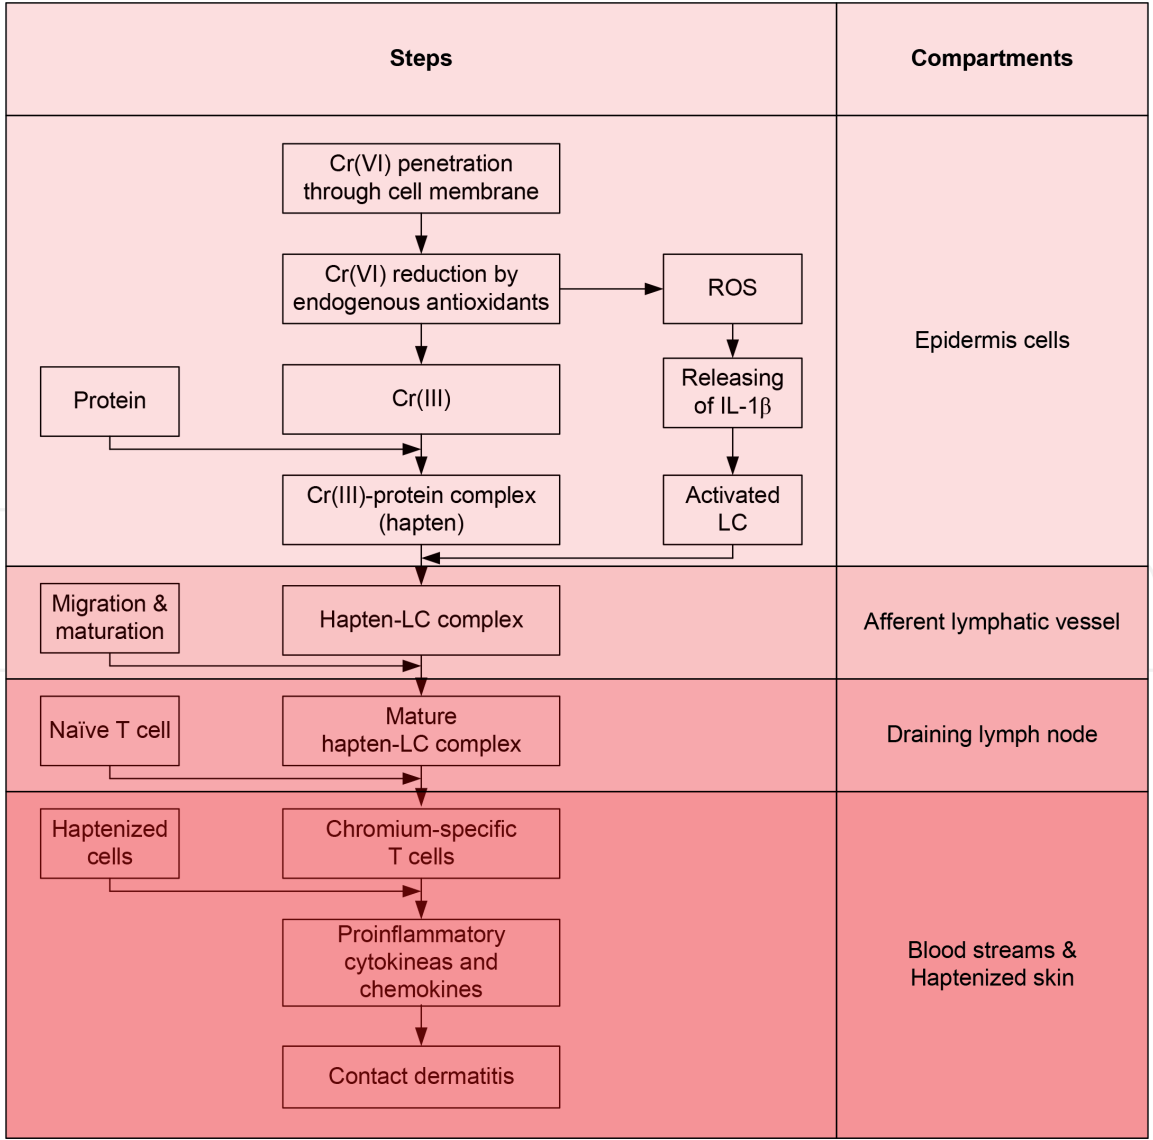 Steps
Compartments
Cr(VI) penetration
through cell membrane
Cr(VI) reduction by
endogenous antioxidants
ROS
Epidermis cells
Releasing
of IL-1β
Protein
Cr(III)
Cr(III)-protein complex
(hapten)
Activated
LC
Migration &
maturation
Hapten-LC complex
Afferent lymphatic vessel
Naïve T cell
Mature
hapten-LC complex
Draining lymph node
Haptenized
cells
Chromium-specific
T cells
Proinflammatory
cytokineas and
chemokines
Blood streams &
Haptenized skin
Contact dermatitis